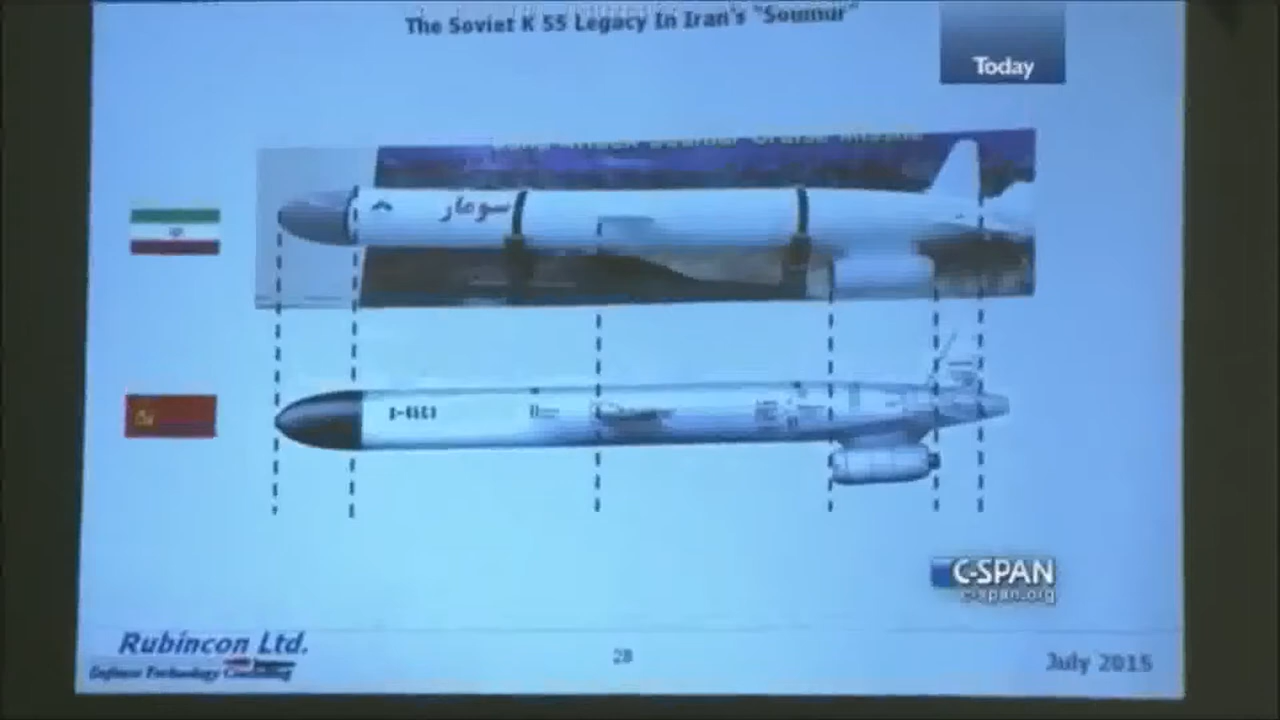 The Soviet K 55 Legacy In Iran's "Soumar"
Today
سومار
C-SPAN
c-span.org
Rubincon Ltd.
Defense Technology Consulting
28
July 2015